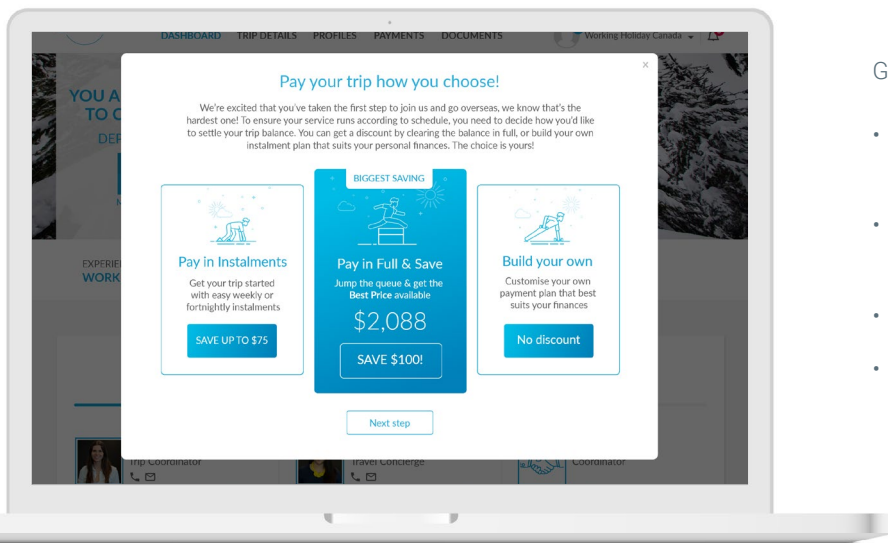 DASHBOARD TRIP DETAILS PROFILES PAYMENTS DOCUMENTS Working Holiday Canada
YOU A
TO C
DEP
M
EXPERIE
WORK
×
Pay your trip how you choose!
We're excited that you've taken the first step to join us and go overseas, we know that's the
hardest one! To ensure your service runs according to schedule, you need to decide how you'd like
to settle your trip balance. You can get a discount by clearing the balance in full, or build your own
instalment plan that suits your personal finances. The choice is yours!
Pay in Instalments
Get your trip started
with easy weekly or
fortnightly instalments
SAVE UP TO $75
BIGGEST SAVING
Pay in Full & Save
Jump the queue & get the
Best Price available
$2,088
SAVE $100!
Build your own
Customise your own
payment plan that best
suits your finances
No discount
Next step
Trip Coordinator
Travel Concierge
Coordinator
G